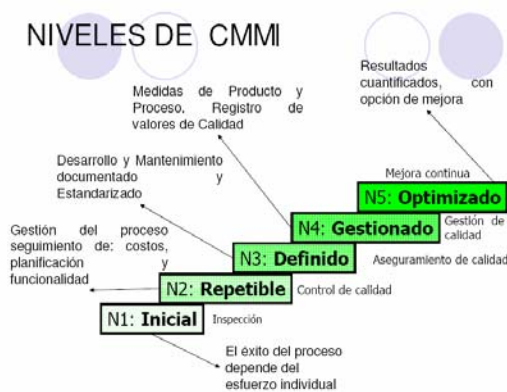 NIVELES DE CMMI
Resultados
cuantificados, con
opción de mejora
Medidas de Producto y
Proceso, Registro de
valores de Calidad
Desarrollo y Mantenimiento
documentado y
Estandarizado
Mejora continua
N5: Optimizado
N4: Gestionado
Gestión de
calidad
Gestión del proceso
seguimiento de: costos,
planificación y
funcionalidad
N3: Definido
Aseguramiento de calidad
N2: Repetible
Control de calidad
N1: Inicial
Inspección
El éxito del proceso
depende del
esfuerzo individual